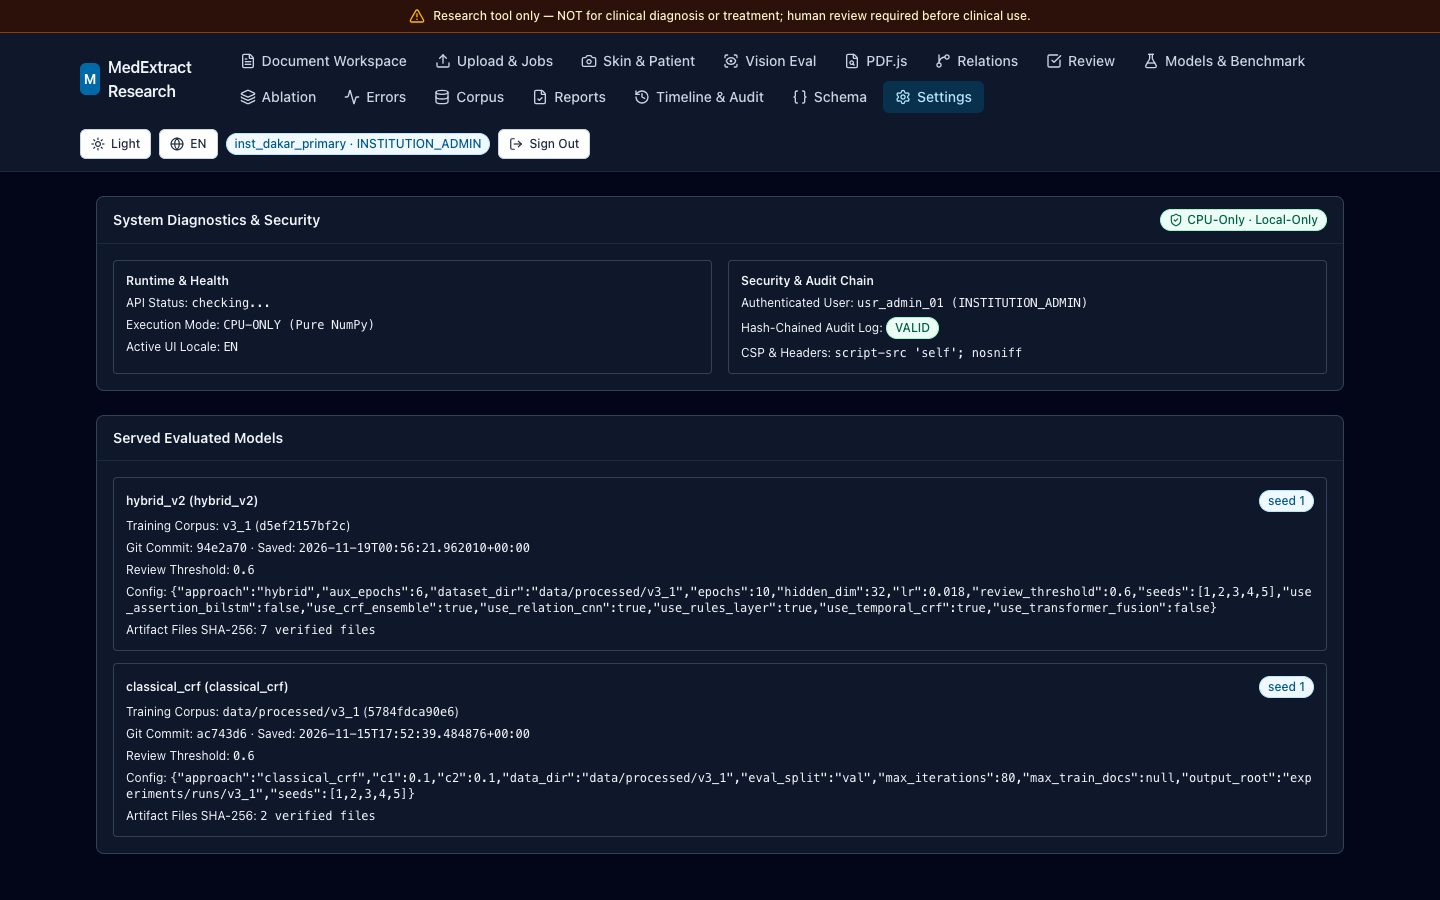 Research tool only — NOT for clinical diagnosis or treatment; human review required before clinical use.
M
MedExtract Research
Document Workspace
Upload & Jobs
Skin & Patient
Vision Eval
PDF.js
Relations
Review
Models & Benchmark
Ablation
Errors
Corpus
Reports
Timeline & Audit
Schema
Settings
Light
EN
inst_dakar_primary · INSTITUTION_ADMIN
Sign Out
System Diagnostics & Security
CPU-Only · Local-Only
Runtime & Health
API Status: checking...
Execution Mode: CPU-ONLY (Pure NumPy)
Active UI Locale: EN
Security & Audit Chain
Authenticated User: usr_admin_01 (INSTITUTION_ADMIN)
Hash-Chained Audit Log: VALID
CSP & Headers: script-src 'self'; nosniff
Served Evaluated Models
hybrid_v2 (hybrid_v2)
seed 1
Training Corpus: v3_1 (d5ef2157bf2c)
Git Commit: 94e2a70 · Saved: 2026-11-19T00:56:21.962010+00:00
Review Threshold: 0.6
Config: {"approach":"hybrid","aux_epochs":6,"dataset_dir":"data/processed/v3_1","epochs":10,"hidden_dim":32,"lr":0.018,"review_threshold":0.6,"seeds":[1,2,3,4,5],"use
_assertion_bilstm":false,"use_crf_ensemble":true,"use_relation_cnn":true,"use_rules_layer":true,"use_temporal_crf":true,"use_transformer_fusion":false}
Artifact Files SHA-256: 7 verified files
classical_crf (classical_crf)
seed 1
Training Corpus: data/processed/v3_1 (5784fdca90e6)
Git Commit: ac743d6 · Saved: 2026-11-15T17:52:39.484876+00:00
Review Threshold: 0.6
Config: {"approach":"classical_crf","c1":0.1,"c2":0.1,"data_dir":"data/processed/v3_1","eval_split":"val","max_iterations":80,"max_train_docs":null,"output_root":"exp
eriments/runs/v3_1","seeds":[1,2,3,4,5]}
Artifact Files SHA-256: 2 verified files